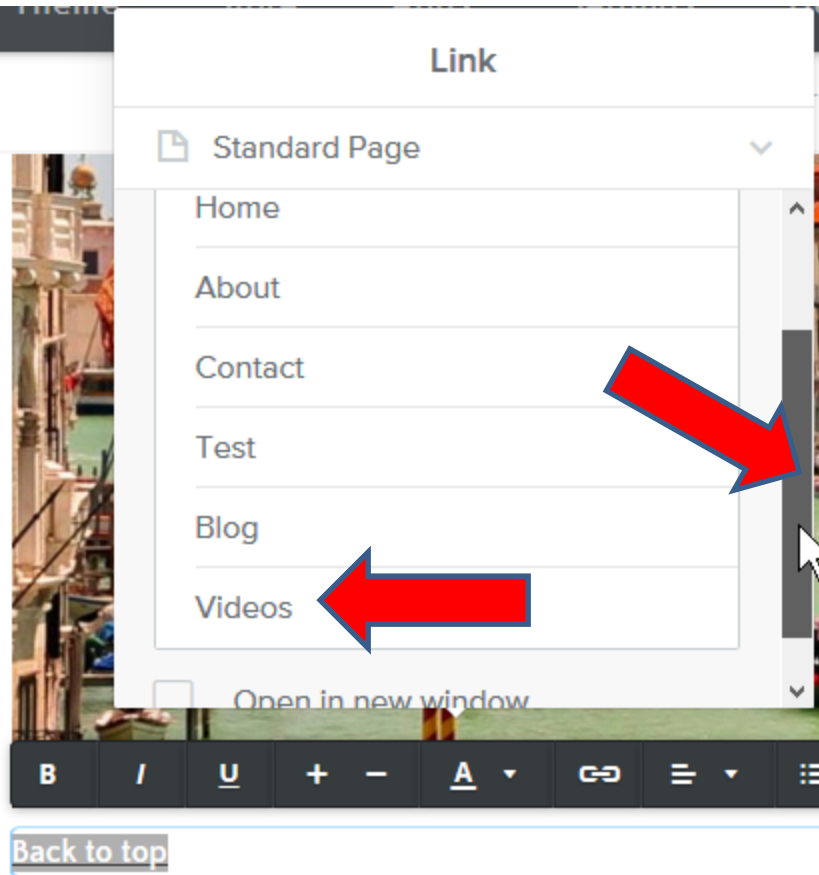 Link
Standard Page
Home
About
Contact
Test
Blog
Videos
Open in new window
B I U + − A
Back to top